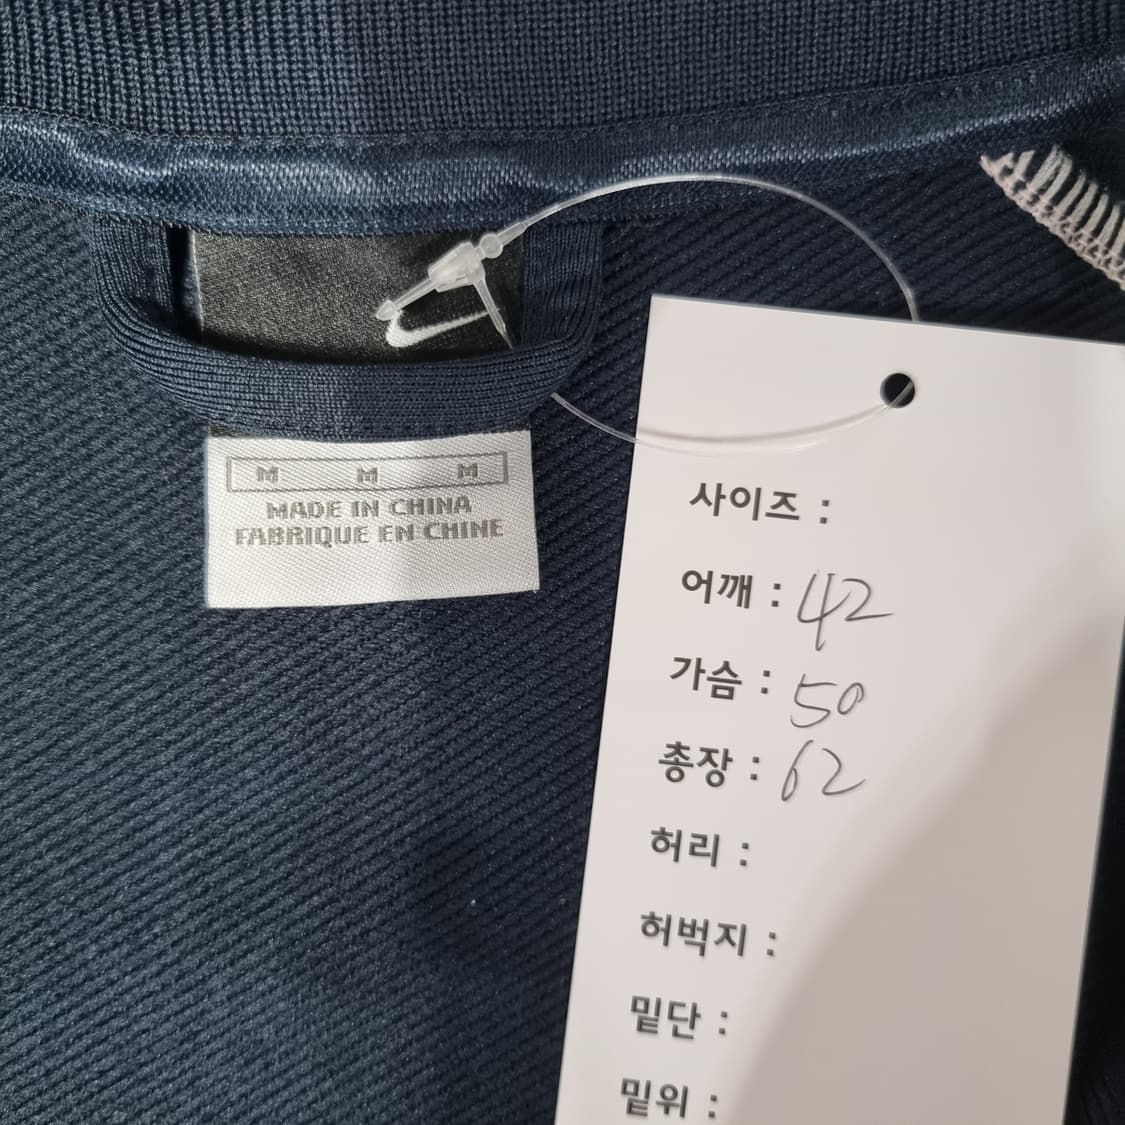 M M M
MADE IN CHINA
FABRIQUE EN CHINE
사이즈 :
어깨 : 42
가슴 : 50
총장 : 62
허리 :
허벅지 :
밑단 :
밑위 :